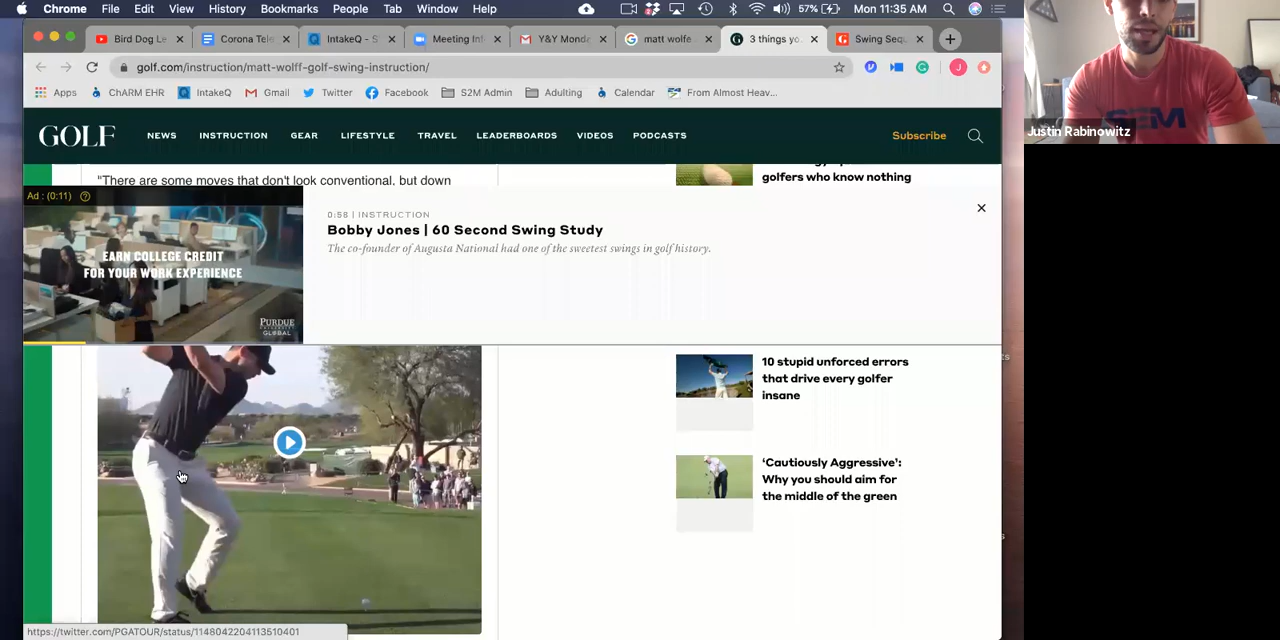 Chrome File Edit View History Bookmarks People Tab Window Help 57% Mon 11:35 AM
Bird Dog Le Corona Tele IntakeQ - S Meeting Inf Y&Y Monda matt wolfe 3 things yo Swing Sequ
golf.com/instruction/matt-wolff-golf-swing-instruction/ J
Apps ChARM EHR IntakeQ Gmail Twitter Facebook S2M Admin Adulting Calendar From Almost Heav...
GOLF NEWS INSTRUCTION GEAR LIFESTYLE TRAVEL LEADERBOARDS VIDEOS PODCASTS Subscribe
Justin Rabinowitz
"There are some moves that don't look conventional, but down
golfers who know nothing
Ad : (0:11)
EARN COLLEGE CREDIT
FOR YOUR WORK EXPERIENCE
PURDUE
GLOBAL
0:58 | INSTRUCTION
Bobby Jones | 60 Second Swing Study
The co-founder of Augusta National had one of the sweetest swings in golf history.
10 stupid unforced errors
that drive every golfer
insane
'Cautiously Aggressive':
Why you should aim for
the middle of the green
https://twitter.com/PGATOUR/status/1148042204113510401